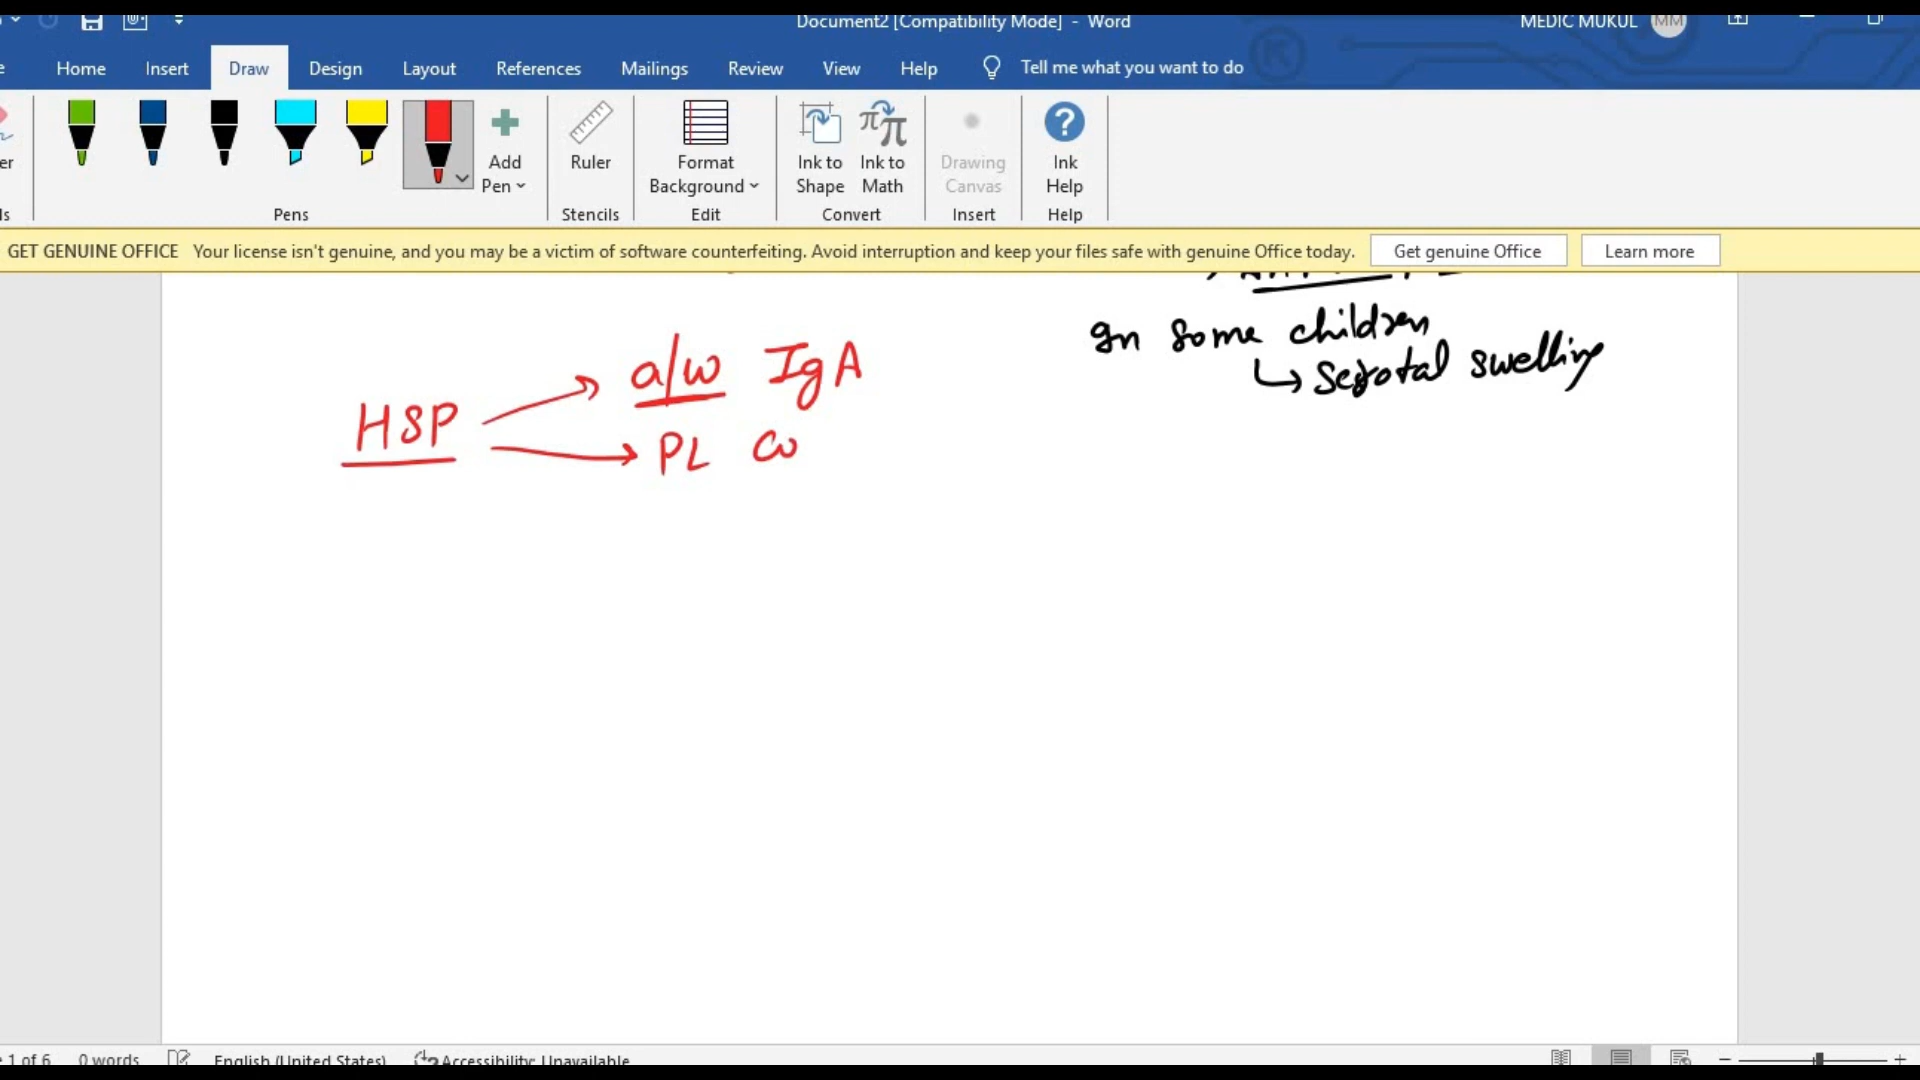 Document2 [Compatibility Mode] - Word
MEDIC MUKUL MM
Home Insert Draw Design Layout References Mailings Review View Help Tell me what you want to do
er
Add Pen
Ruler
Format Background
Ink to Shape
Ink to Math
Drawing Canvas
Ink Help
ls Pens Stencils Edit Convert Insert Help
GET GENUINE OFFICE Your license isn't genuine, and you may be a victim of software counterfeiting. Avoid interruption and keep your files safe with genuine Office today. Get genuine Office Learn more
In some children
↳ Scrotal swelling
HSP → a/w IgA
→ PL Co
1 of 6 0 words English (United States) Accessibility: Unavailable